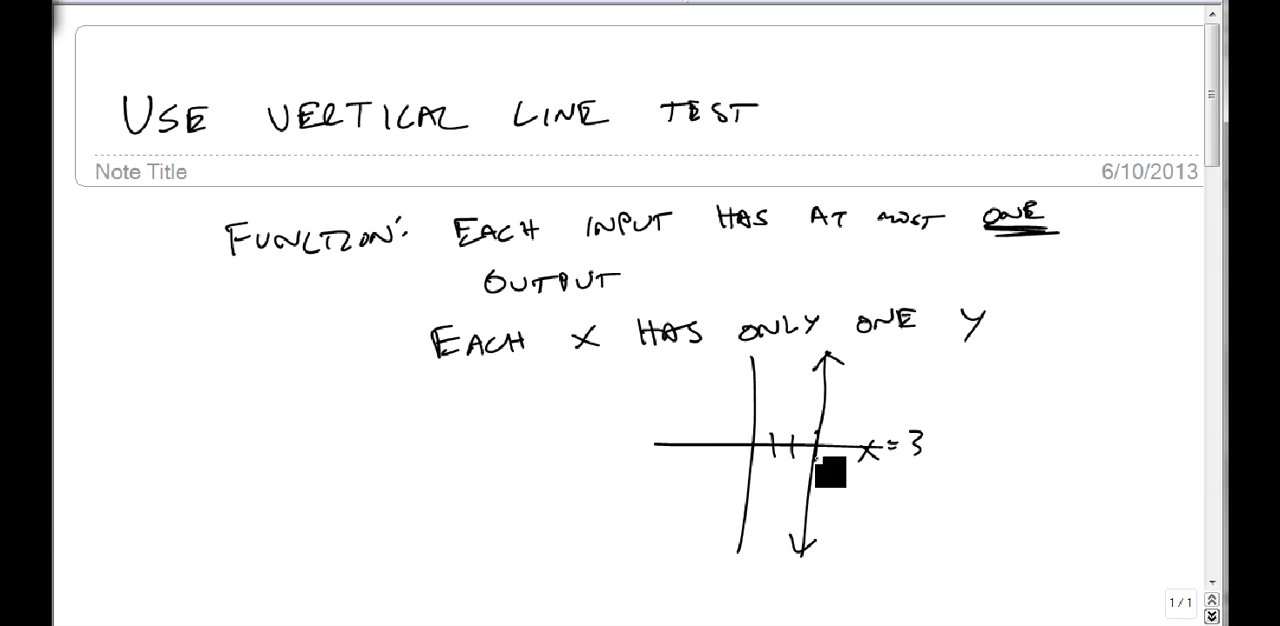 USE VERTICAL LINE TEST
Note Title
6/10/2013
FUNCTION: EACH INPUT HAS AT MOST ONE
OUTPUT
EACH X HAS ONLY ONE Y
x = 3
1 / 1